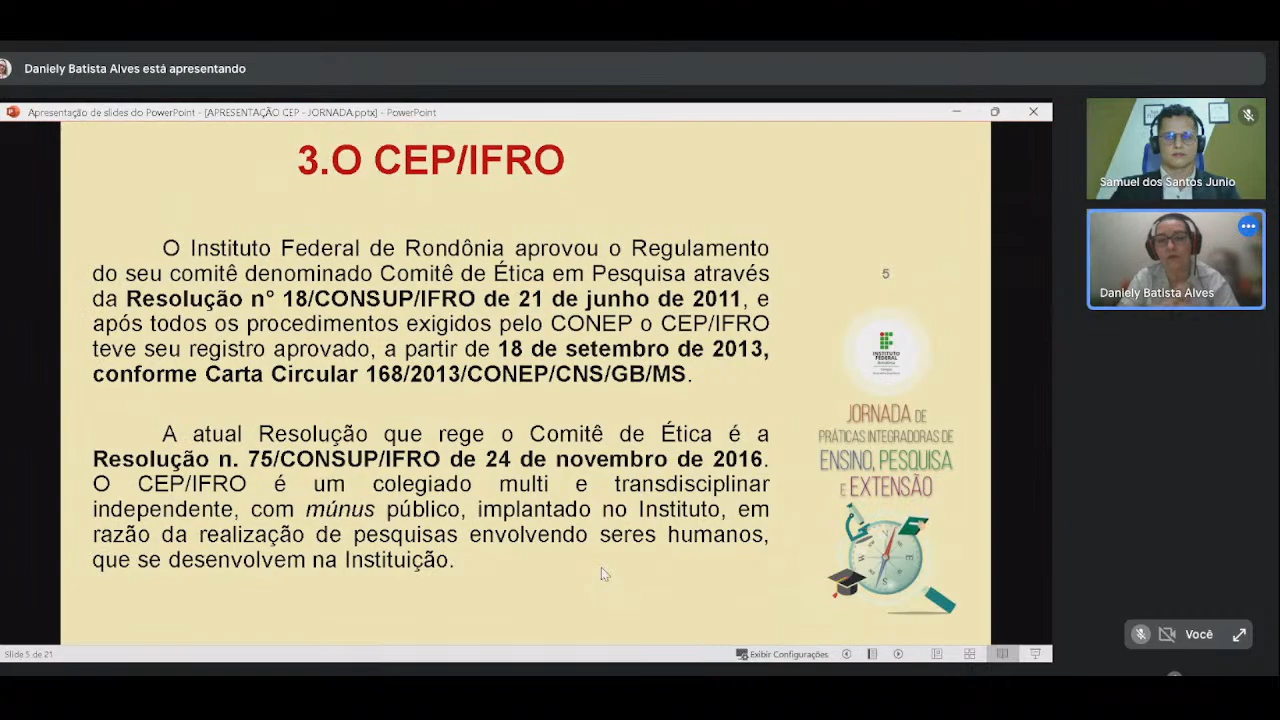 Daniely Batista Alves está apresentando
Apresentação de slides do PowerPoint - [APRESENTAÇÃO CEP - JORNADA.pptx] - PowerPoint
3.O CEP/IFRO
O Instituto Federal de Rondônia aprovou o Regulamento
do seu comitê denominado Comitê de Ética em Pesquisa através
da Resolução n° 18/CONSUP/IFRO de 21 de junho de 2011, e
após todos os procedimentos exigidos pelo CONEP o CEP/IFRO
teve seu registro aprovado, a partir de 18 de setembro de 2013,
conforme Carta Circular 168/2013/CONEP/CNS/GB/MS.
A atual Resolução que rege o Comitê de Ética é a
Resolução n. 75/CONSUP/IFRO de 24 de novembro de 2016.
O CEP/IFRO é um colegiado multi e transdisciplinar
independente, com múnus público, implantado no Instituto, em
razão da realização de pesquisas envolvendo seres humanos,
que se desenvolvem na Instituição.
5
INSTITUTO
FEDERAL
JORNADA DE
PRÁTICAS INTEGRADORAS DE
ENSINO, PESQUISA
E EXTENSÃO
Samuel dos Santos Junio
Daniely Batista Alves
Você
Slide 5 de 21
Exibir Configurações